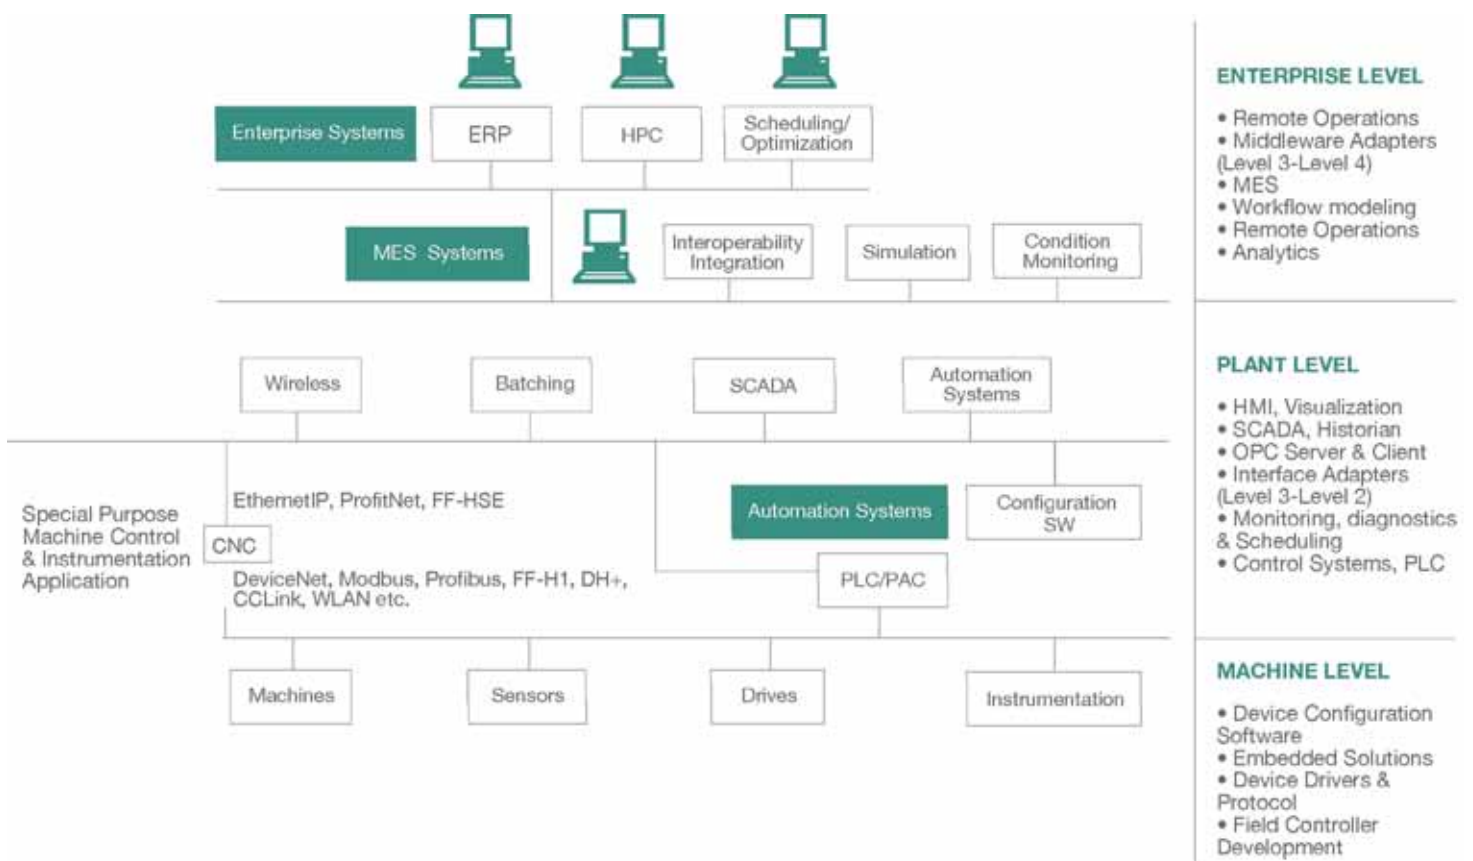 Enterprise Systems
ERP
HPC
Scheduling/
Optimization
MES Systems
Interoperability
Integration
Simulation
Condition
Monitoring
Wireless
Batching
SCADA
Automation
Systems
Special Purpose
Machine Control
& Instrumentation
Application
EthernetIP, ProfitNet, FF-HSE
CNC
DeviceNet, Modbus, Profibus, FF-H1, DH+,
CCLink, WLAN etc.
Automation Systems
Configuration
SW
PLC/PAC
Machines
Sensors
Drives
Instrumentation
ENTERPRISE LEVEL
• Remote Operations
• Middleware Adapters
(Level 3-Level 4)
• MES
• Workflow modeling
• Remote Operations
• Analytics
PLANT LEVEL
• HMI, Visualization
• SCADA, Historian
• OPC Server & Client
• Interface Adapters
(Level 3-Level 2)
• Monitoring, diagnostics
& Scheduling
• Control Systems, PLC
MACHINE LEVEL
• Device Configuration
Software
• Embedded Solutions
• Device Drivers &
Protocol
• Field Controller
Development